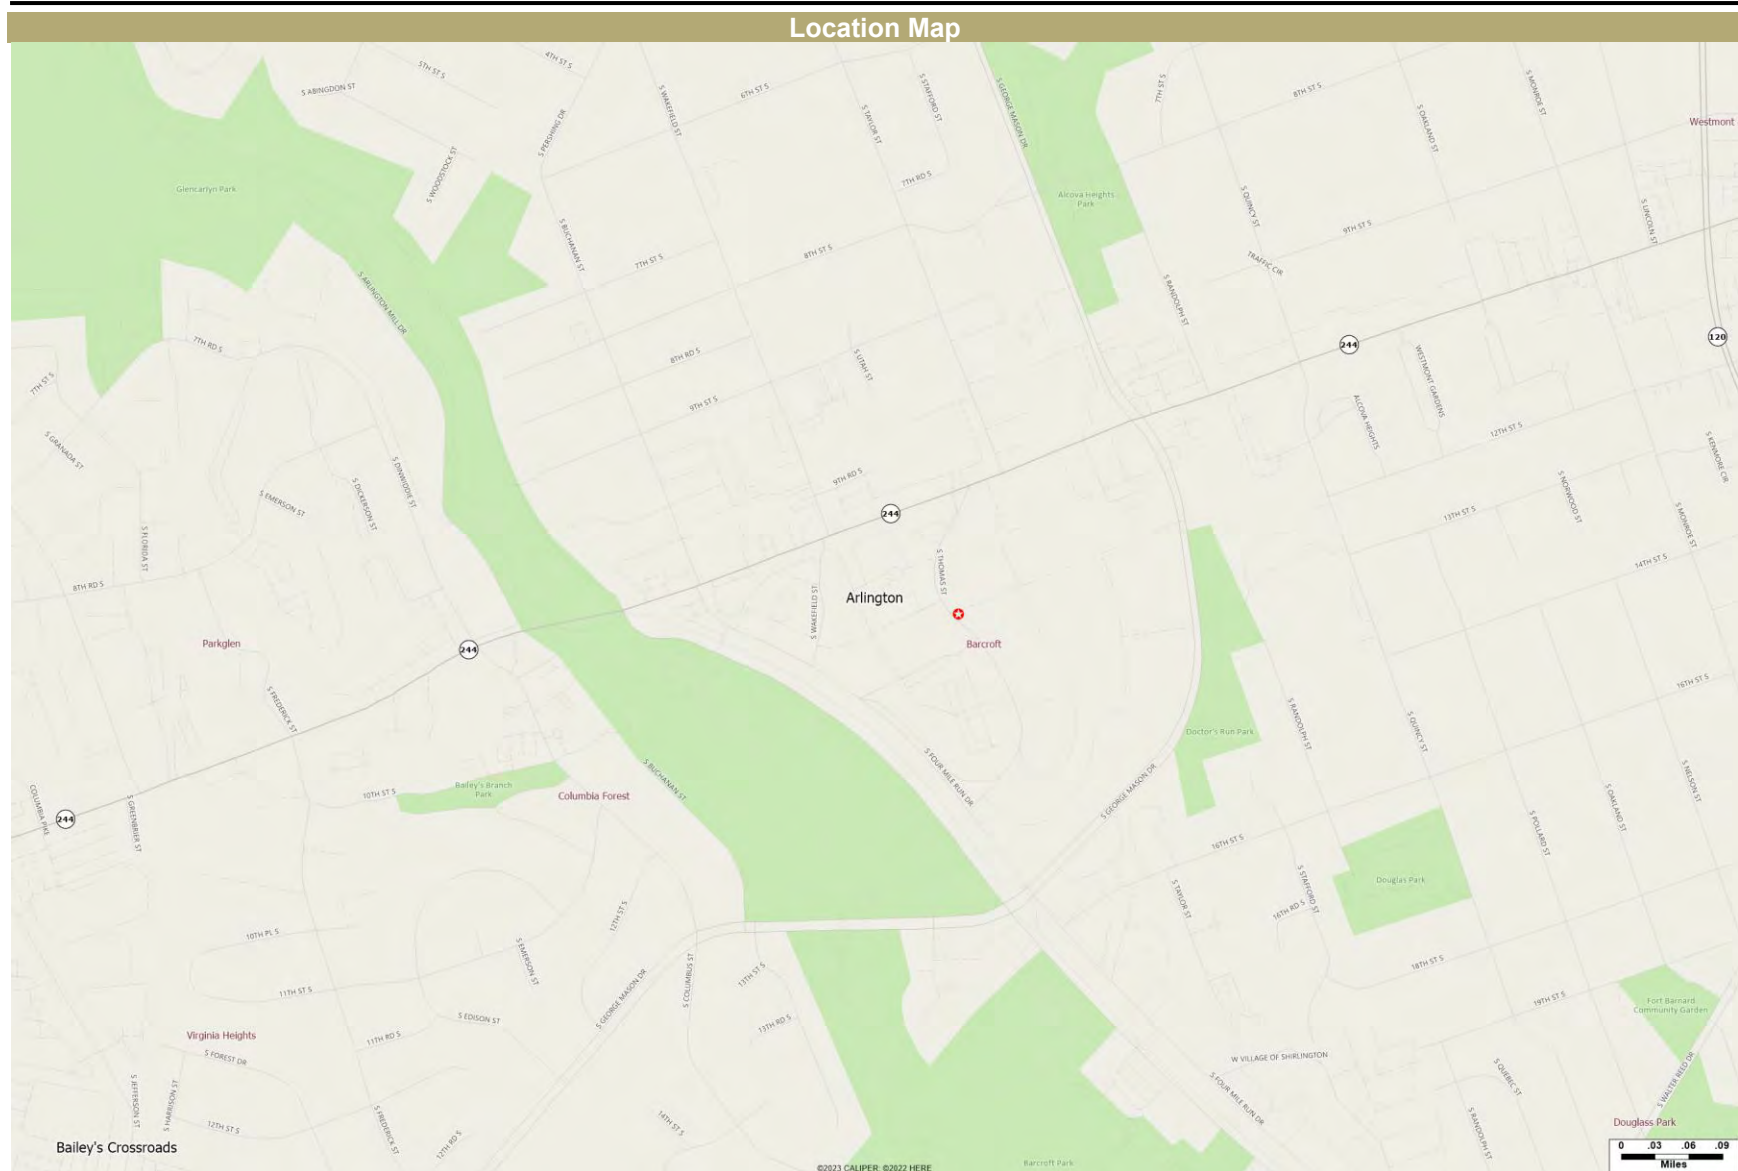 Location Map
4TH ST S
5TH ST S
S ABINGDON ST
S WAKEFIELD ST
6TH ST S
S TAYLOR ST
S STAFFORD ST
S GEORGE MASON DR
7TH ST S
8TH ST S
S OAKLAND ST
S MONROE ST
Westmont
S PERSHING DR
S WOODSTOCK ST
Glencarlyn Park
7TH RD S
Alcova Heights
Park
S QUINCY ST
S LINCOLN ST
9TH ST S
S BUCHANAN ST
7TH ST S
8TH ST S
TRAFFIC CIR
S ARLINGTON MILL DR
S RANDOLPH ST
7TH RD S
8TH RD S
S UTAH ST
244
120
7TH ST S
WESTMONT GARDENS
9TH ST S
ALCOVA HEIGHTS
12TH ST S
S KENMORE CIR
S GRANADA ST
S DINWIDDIE ST
S EMERSON ST
S DICKERSON ST
9TH RD S
S NORWOOD ST
244
13TH ST S
S MONROE ST
S FLORIDA ST
14TH ST S
8TH RD S
S THOMAS ST
S WAKEFIELD ST
Arlington
Parkglen
244
Barcroft
16TH ST S
S FREDERICK ST
S RANDOLPH ST
S QUINCY ST
Doctor's Run Park
S BUCHANAN ST
S FOUR MILE RUN DR
S GEORGE MASON DR
S NELSON ST
Bailey's Branch
Park
10TH ST S
Columbia Forest
COLUMBIA PIKE
244
S GREENBRIER ST
S OAKLAND ST
S POLLARD ST
16TH ST S
Douglas Park
S TAYLOR ST
S STAFFORD ST
16TH RD S
12TH ST S
10TH PL S
S EMERSON ST
18TH ST S
S COLUMBUS ST
13TH ST S
11TH ST S
S GEORGE MASON DR
19TH ST S
Fort Barnard
Community Garden
S EDISON ST
13TH RD S
Virginia Heights
11TH RD S
S FOREST DR
W VILLAGE OF SHIRLINGTON
S QUEBEC ST
S WALTER REED DR
S FOUR MILE RUN DR
S JEFFERSON ST
S HARRISON ST
12TH ST S
S FREDERICK ST
12TH RD S
14TH ST S
S RANDOLPH ST
Douglass Park
Bailey's Crossroads
Barcroft Park
0 .03 .06 .09
Miles
©2023 CALIPER; ©2022 HERE